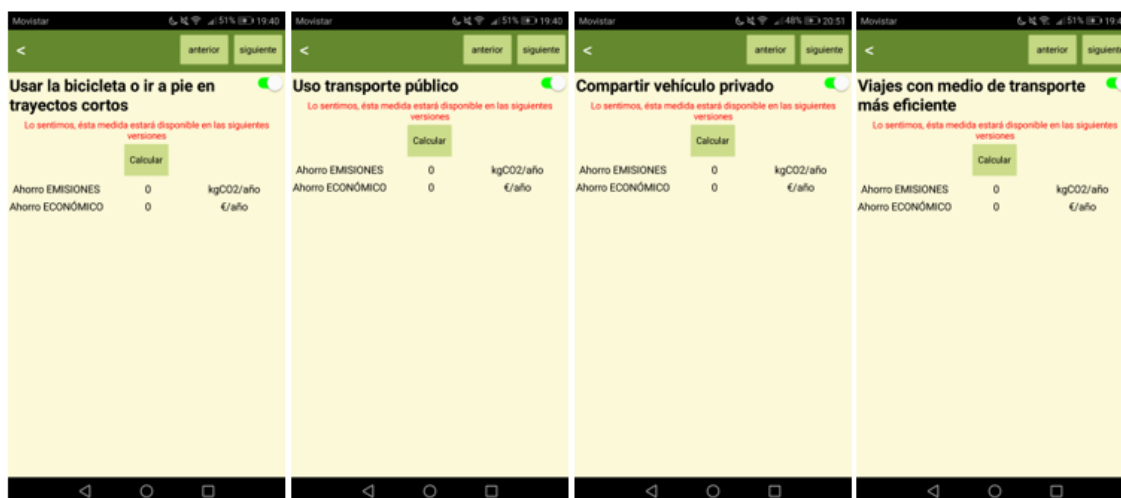 Movistar 51% 19:40
< anterior siguiente
Usar la bicicleta o ir a pie en
trayectos cortos
Lo sentimos, ésta medida estará disponible en las siguientes
versiones
Calcular
Ahorro EMISIONES 0 kgCO2/año
Ahorro ECONÓMICO 0 €/año
Movistar 51% 19:40
< anterior siguiente
Uso transporte público
Lo sentimos, ésta medida estará disponible en las siguientes
versiones
Calcular
Ahorro EMISIONES 0 kgCO2/año
Ahorro ECONÓMICO 0 €/año
Movistar 48% 20:51
< anterior siguiente
Compartir vehículo privado
Lo sentimos, ésta medida estará disponible en las siguientes
versiones
Calcular
Ahorro EMISIONES 0 kgCO2/año
Ahorro ECONÓMICO 0 €/año
Movistar 51% 19:4
< anterior siguiente
Viajes con medio de transporte
más eficiente
Lo sentimos, ésta medida estará disponible en las siguientes
versiones
Calcular
Ahorro EMISIONES 0 kgCO2/año
Ahorro ECONÓMICO 0 €/año